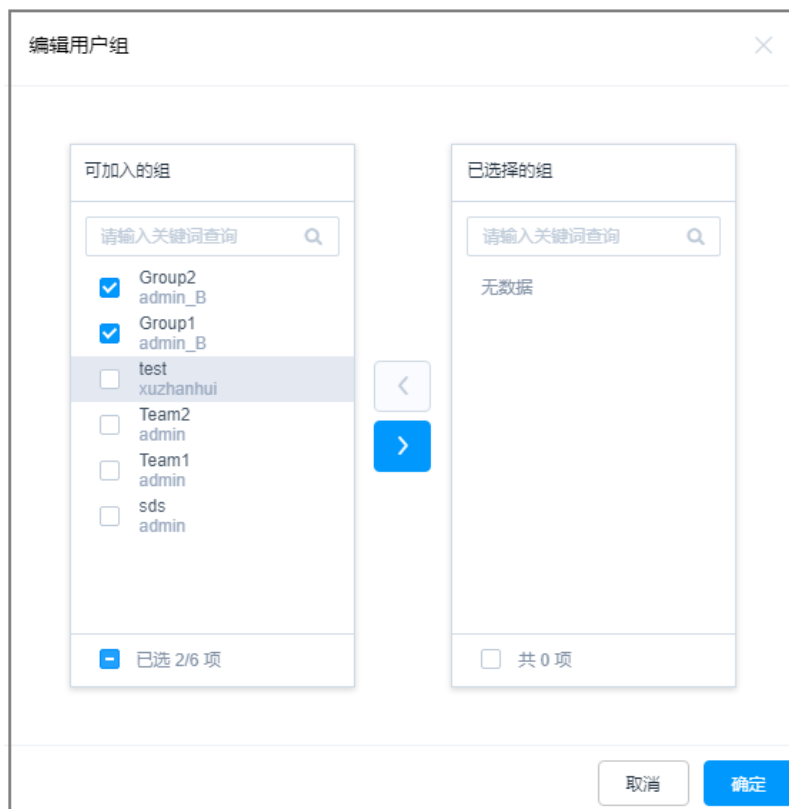 编辑用户组
可加入的组
请输入关键词查询
Group2
admin_B
Group1
admin_B
test
xuzhanhui
Team2
admin
Team1
admin
sds
admin
已选 2/6 项
已选择的组
请输入关键词查询
无数据
共 0 项
取消
确定